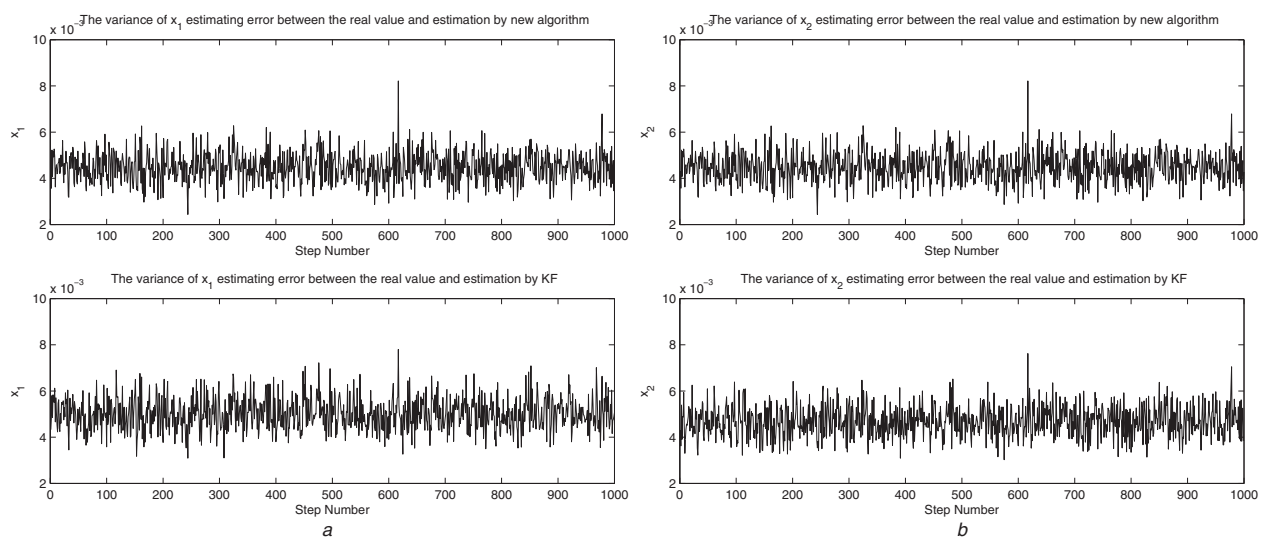 The variance of x1 estimating error between the real value and estimation by new algorithm
x 10⁻³
10
8
6
4
2
x1
0 100 200 300 400 500 600 700 800 900 1000
Step Number
The variance of x2 estimating error between the real value and estimation by new algorithm
x 10⁻³
10
8
6
4
2
x2
0 100 200 300 400 500 600 700 800 900 1000
Step Number
The variance of x1 estimating error between the real value and estimation by KF
x 10⁻³
10
8
6
4
2
x1
0 100 200 300 400 500 600 700 800 900 1000
Step Number
a
The variance of x2 estimating error between the real value and estimation by KF
x 10⁻³
10
8
6
4
2
x2
0 100 200 300 400 500 600 700 800 900 1000
Step Number
b